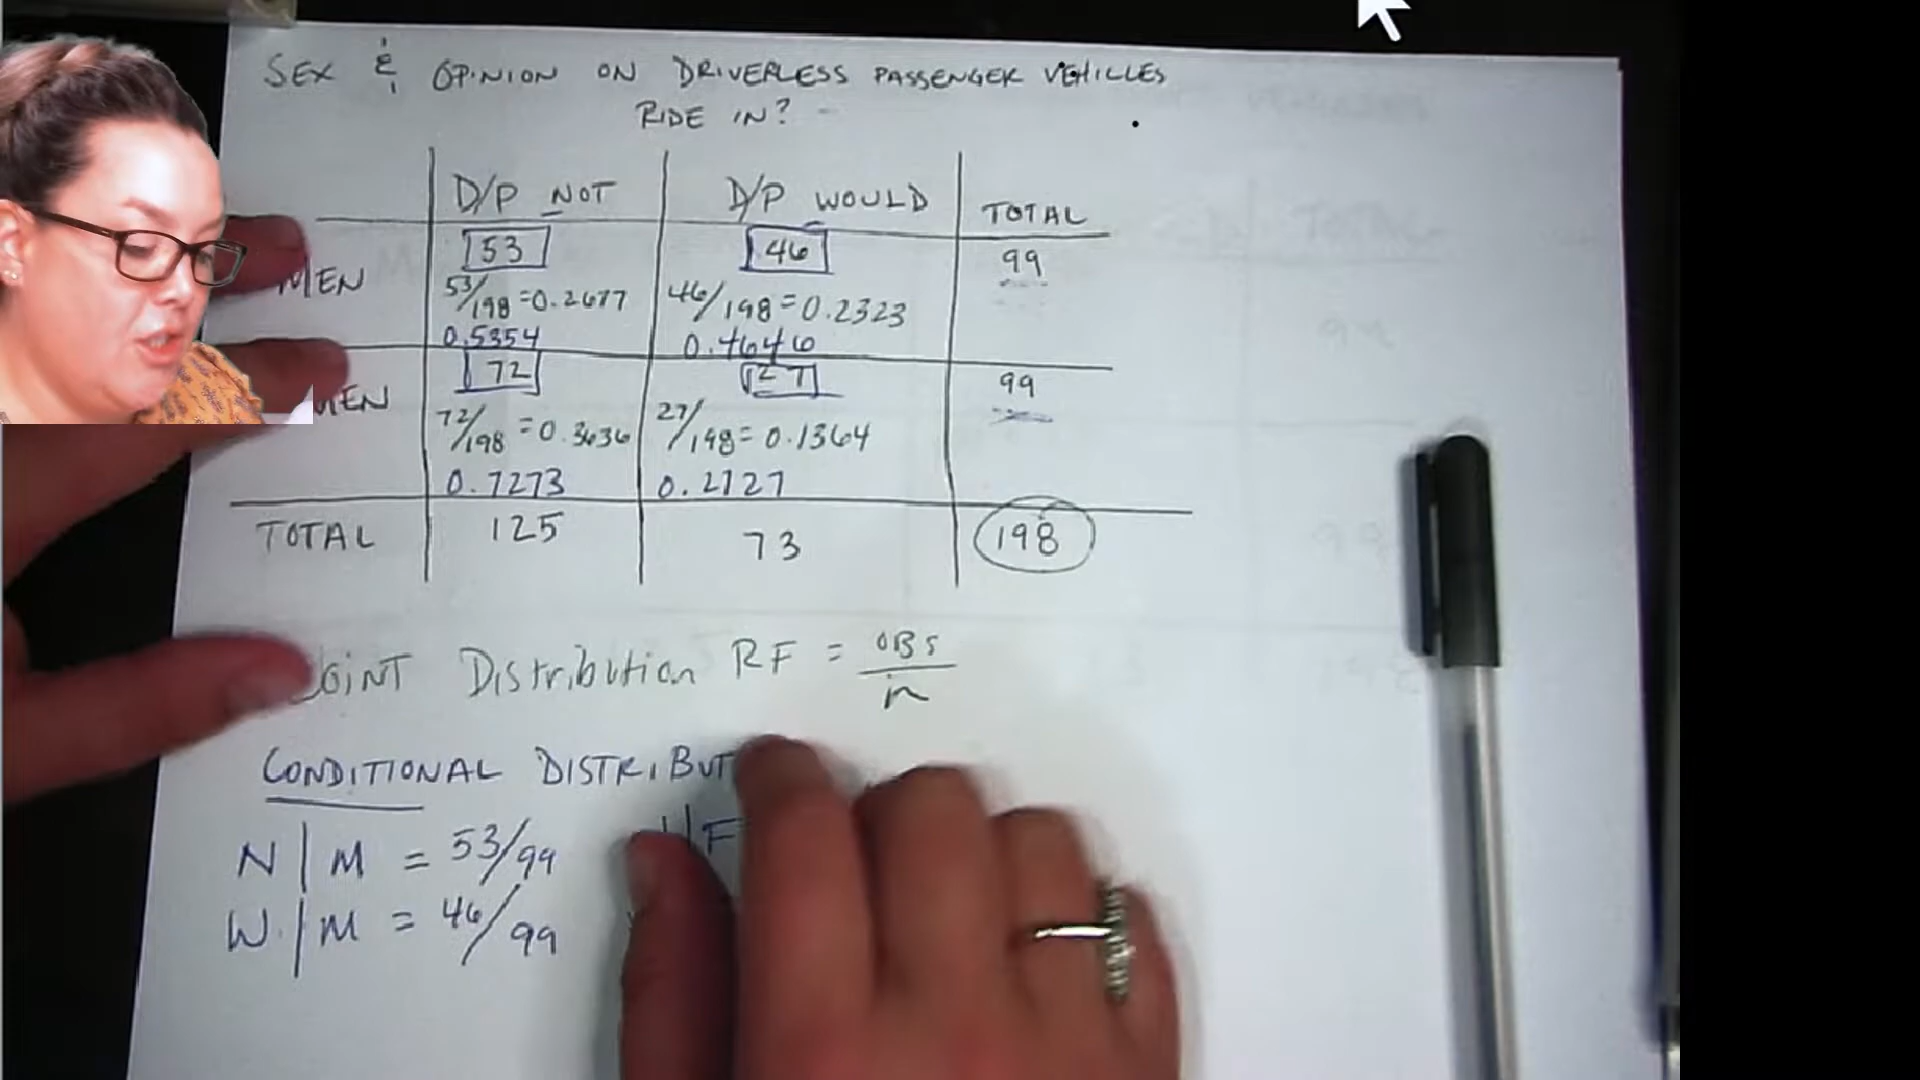 SEX & OPINION ON DRIVERLESS PASSENGER VEHICLES
RIDE IN?
D/P NOT D/P WOULD TOTAL
53 46 99
MEN
53/198 = 0.2677 46/198 = 0.2323
0.5354 0.4646
72 27 99
MEN
72/198 = 0.3636 27/198 = 0.1364
0.7273 0.2727
TOTAL 125 73 198
JOINT Distribution RF = OBS/n
CONDITIONAL DISTRIBUT
N | M = 53/99 | F
W | M = 46/99